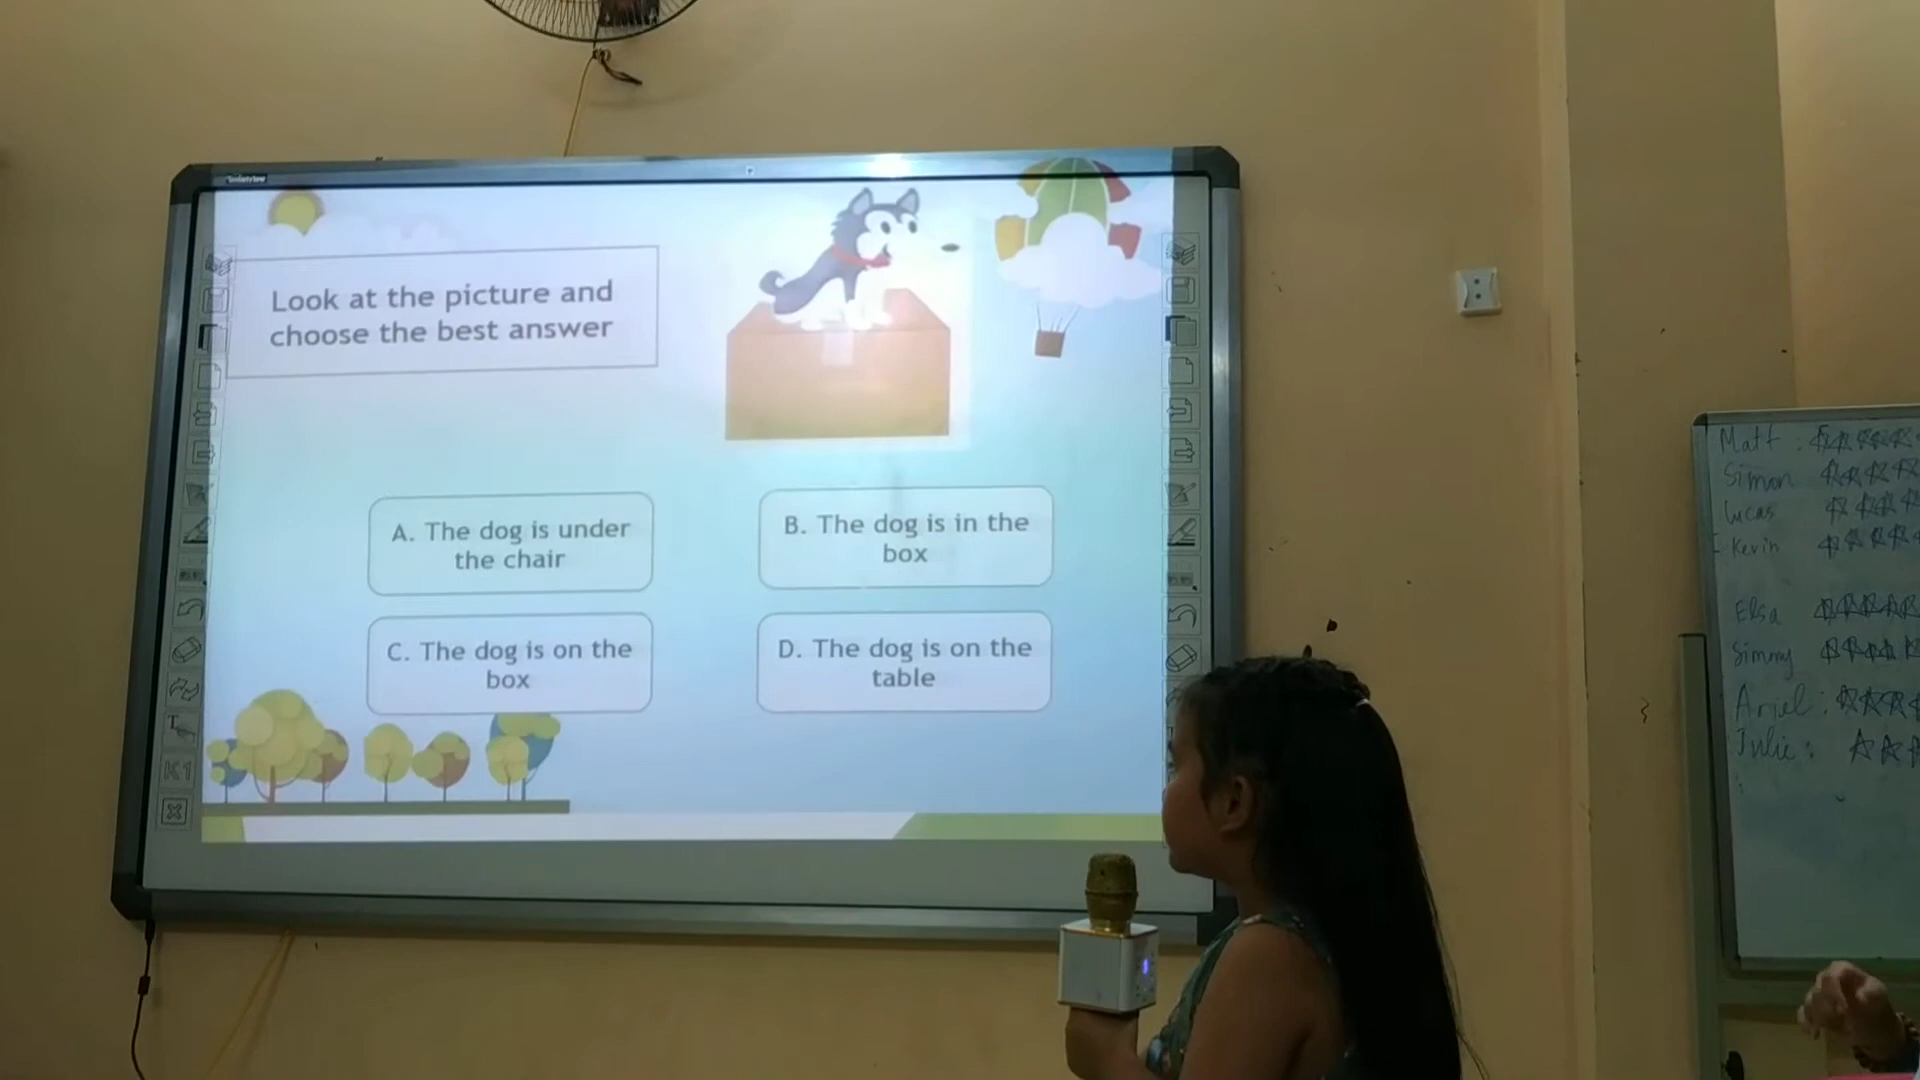 Look at the picture and
choose the best answer
A. The dog is under
the chair
B. The dog is in the
box
C. The dog is on the
box
D. The dog is on the
table
K1
Matt :
Simon
Lucas
Kevin
Elsa
Simmy
Ariel :
Julie :